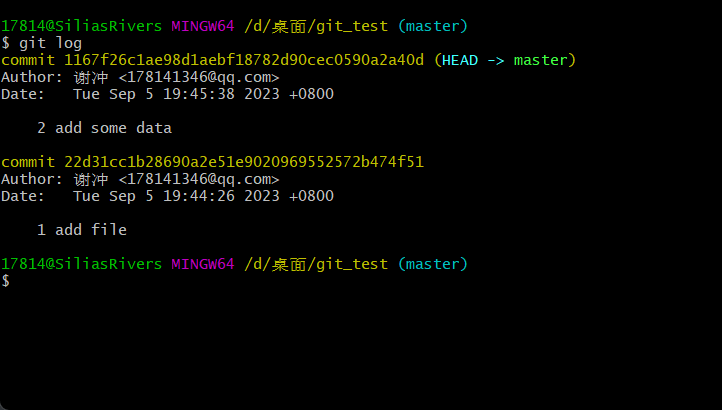 17814@SiliasRivers MINGW64 /d/桌面/git_test (master)
$ git log
commit 1167f26c1ae98d1aebf18782d90cec0590a2a40d (HEAD -> master)
Author: 谢冲 <178141346@qq.com>
Date:   Tue Sep 5 19:45:38 2023 +0800
    2 add some data
commit 22d31cc1b28690a2e51e9020969552572b474f51
Author: 谢冲 <178141346@qq.com>
Date:   Tue Sep 5 19:44:26 2023 +0800
    1 add file
17814@SiliasRivers MINGW64 /d/桌面/git_test (master)
$